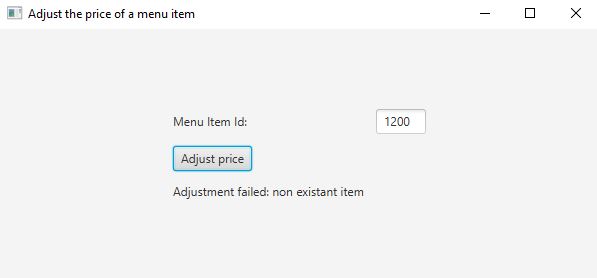 Adjust the price of a menu item
Menu Item Id: 1200
Adjust price
Adjustment failed: non existant item